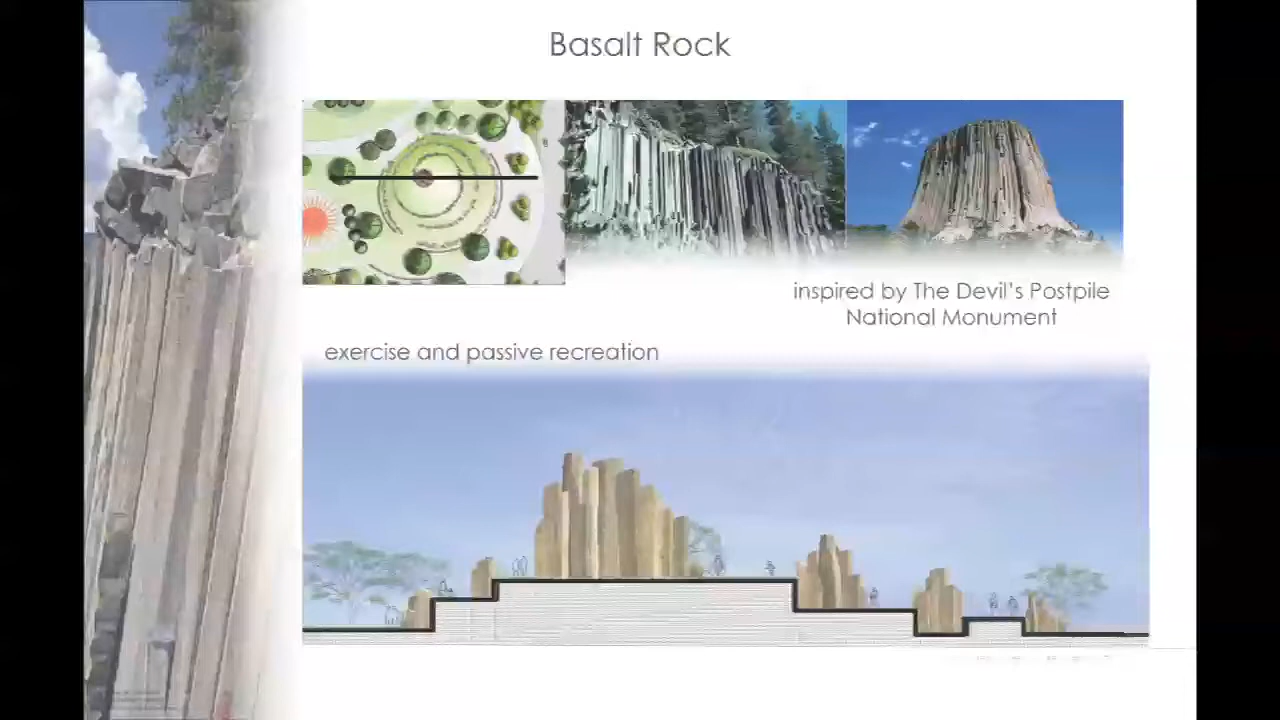 Basalt Rock
inspired by The Devil's Postpile
National Monument
exercise and passive recreation